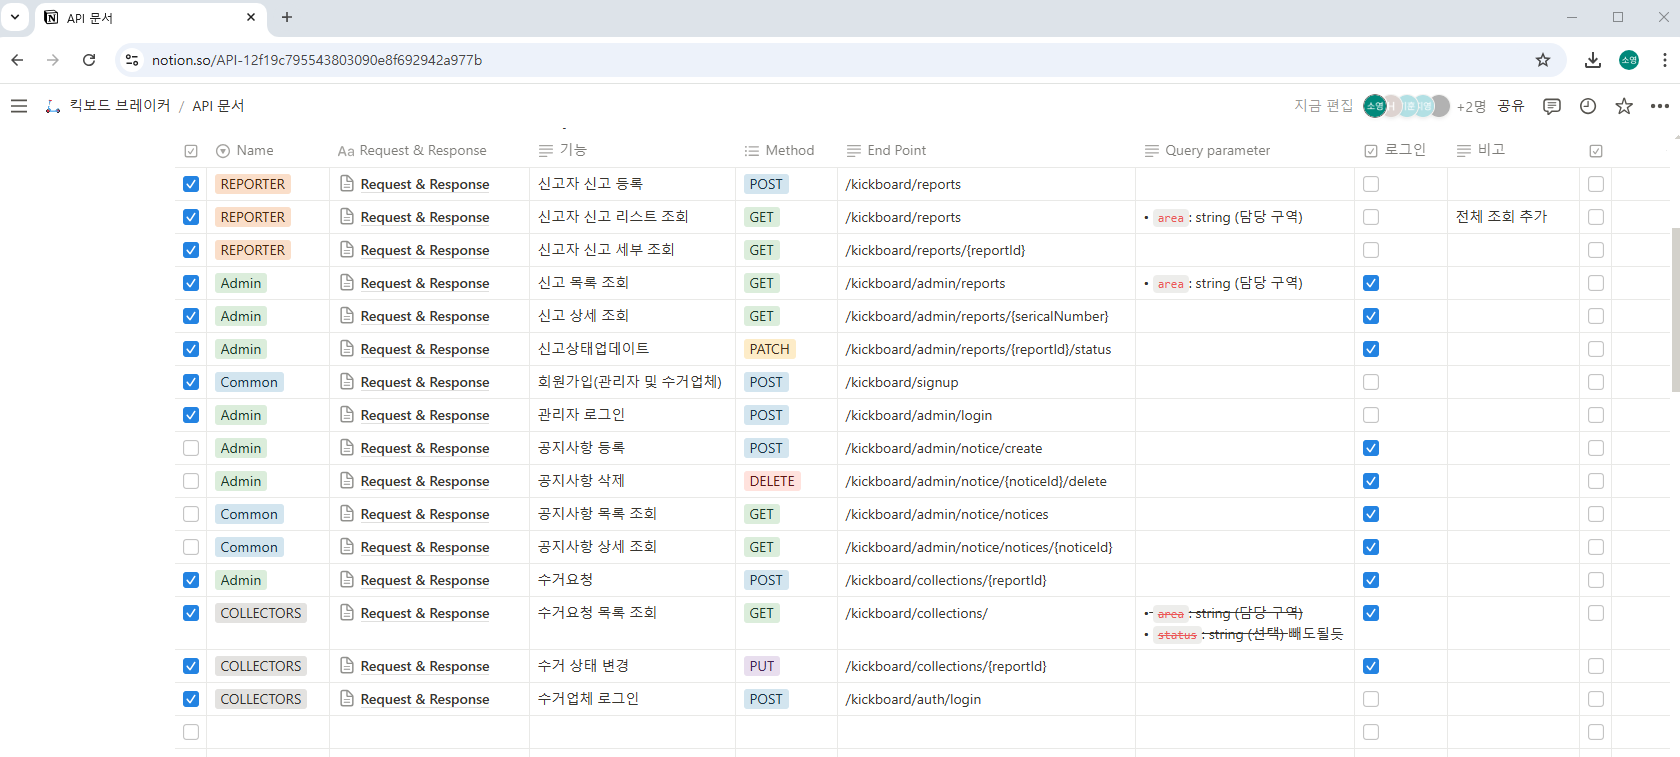 API 문서
notion.so/API-12f19c795543803090e8f692942a977b
소영
킥보드 브레이커 / API 문서
지금 편집 소영 +2명 공유
Name Aa Request & Response 기능 Method End Point Query parameter 로그인 비고
REPORTER Request & Response 신고자 신고 등록 POST /kickboard/reports
REPORTER Request & Response 신고자 신고 리스트 조회 GET /kickboard/reports • area : string (담당 구역) 전체 조회 추가
REPORTER Request & Response 신고자 신고 세부 조회 GET /kickboard/reports/{reportId}
Admin Request & Response 신고 목록 조회 GET /kickboard/admin/reports • area : string (담당 구역)
Admin Request & Response 신고 상세 조회 GET /kickboard/admin/reports/{sericalNumber}
Admin Request & Response 신고상태업데이트 PATCH /kickboard/admin/reports/{reportId}/status
Common Request & Response 회원가입(관리자 및 수거업체) POST /kickboard/signup
Admin Request & Response 관리자 로그인 POST /kickboard/admin/login
Admin Request & Response 공지사항 등록 POST /kickboard/admin/notice/create
Admin Request & Response 공지사항 삭제 DELETE /kickboard/admin/notice/{noticeId}/delete
Common Request & Response 공지사항 목록 조회 GET /kickboard/admin/notice/notices
Common Request & Response 공지사항 상세 조회 GET /kickboard/admin/notice/notices/{noticeId}
Admin Request & Response 수거요청 POST /kickboard/collections/{reportId}
COLLECTORS Request & Response 수거요청 목록 조회 GET /kickboard/collections/ • area : string (담당 구역)
• status : string (선택) 빼도될듯
COLLECTORS Request & Response 수거 상태 변경 PUT /kickboard/collections/{reportId}
COLLECTORS Request & Response 수거업체 로그인 POST /kickboard/auth/login